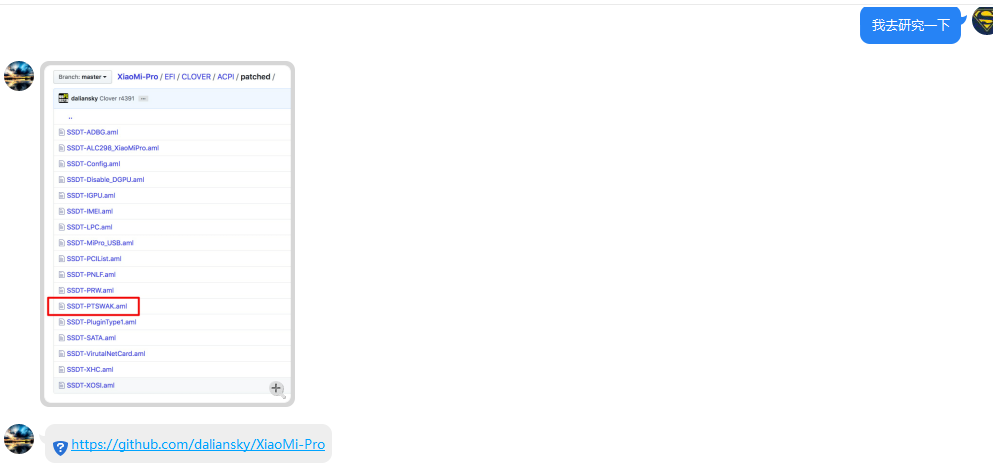 我去研究一下
Branch: master XiaoMi-Pro / EFI / CLOVER / ACPI / patched /
daliansky Clover r4391 ...
..
SSDT-ADBG.aml
SSDT-ALC298_XiaoMiPro.aml
SSDT-Config.aml
SSDT-Disable_DGPU.aml
SSDT-IGPU.aml
SSDT-IMEI.aml
SSDT-LPC.aml
SSDT-MiPro_USB.aml
SSDT-PCIList.aml
SSDT-PNLF.aml
SSDT-PRW.aml
SSDT-PTSWAK.aml
SSDT-PluginType1.aml
SSDT-SATA.aml
SSDT-VirutalNetCard.aml
SSDT-XHC.aml
SSDT-XOSI.aml
https://github.com/daliansky/XiaoMi-Pro